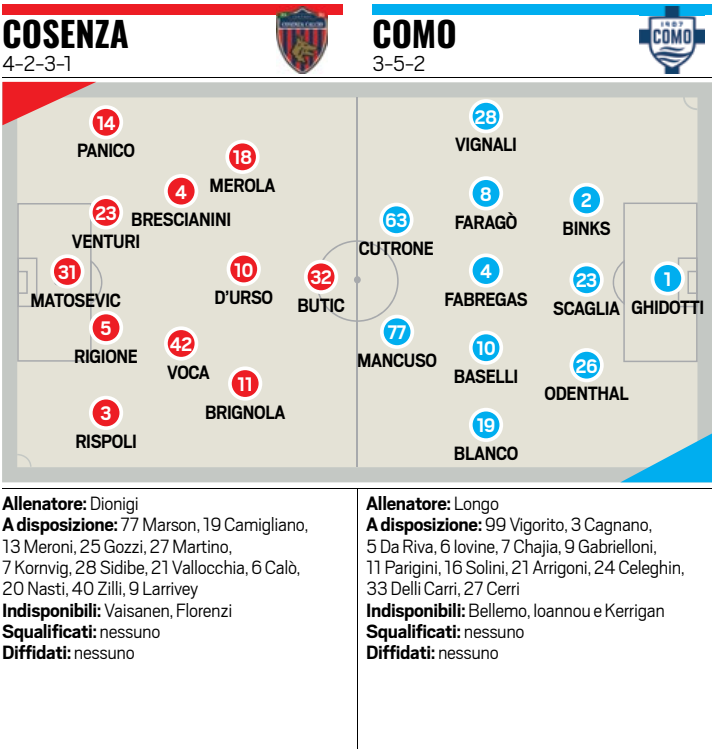 COSENZA
4-2-3-1
COSENZA CALCIO
COMO
3-5-2
1907
COMO
14
PANICO
18
MEROLA
4
BRESCIANINI
23
VENTURI
31
MATOSEVIC
10
D'URSO
32
BUTIC
5
RIGIONE
42
VOCA
11
BRIGNOLA
3
RISPOLI
28
VIGNALI
8
FARAGÒ
2
BINKS
63
CUTRONE
4
FABREGAS
23
SCAGLIA
1
GHIDOTTI
77
MANCUSO
10
BASELLI
26
ODENTHAL
19
BLANCO
Allenatore: Dionigi
A disposizione: 77 Marson, 19 Camigliano,
13 Meroni, 25 Gozzi, 27 Martino,
7 Kornvig, 28 Sidibe, 21 Vallocchia, 6 Calò,
20 Nasti, 40 Zilli, 9 Larrivey
Indisponibili: Vaisanen, Florenzi
Squalificati: nessuno
Diffidati: nessuno
Allenatore: Longo
A disposizione: 99 Vigorito, 3 Cagnano,
5 Da Riva, 6 Iovine, 7 Chajia, 9 Gabrielloni,
11 Parigini, 16 Solini, 21 Arrigoni, 24 Celeghin,
33 Delli Carri, 27 Cerri
Indisponibili: Bellemo, Ioannou e Kerrigan
Squalificati: nessuno
Diffidati: nessuno